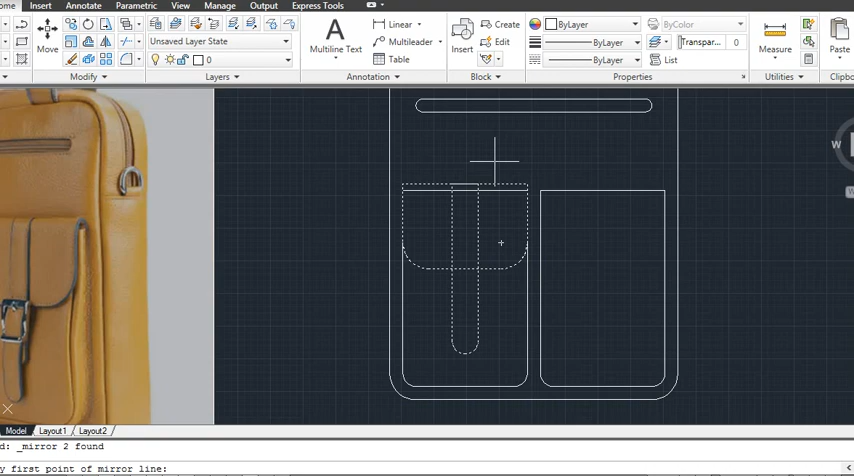 ome Insert Annotate Parametric View Manage Output Express Tools
Move
Multiline Text
Linear
Multileader
Table
Unsaved Layer State
0
Insert
Create
Edit
ByLayer
ByLayer
ByLayer
ByColor
Transpar... 0
List
Measure
Paste
Modify
Layers
Annotation
Block
Properties
Utilities
Clipbo
W
X
Model Layout1 Layout2
d: _mirror 2 found
y first point of mirror line: